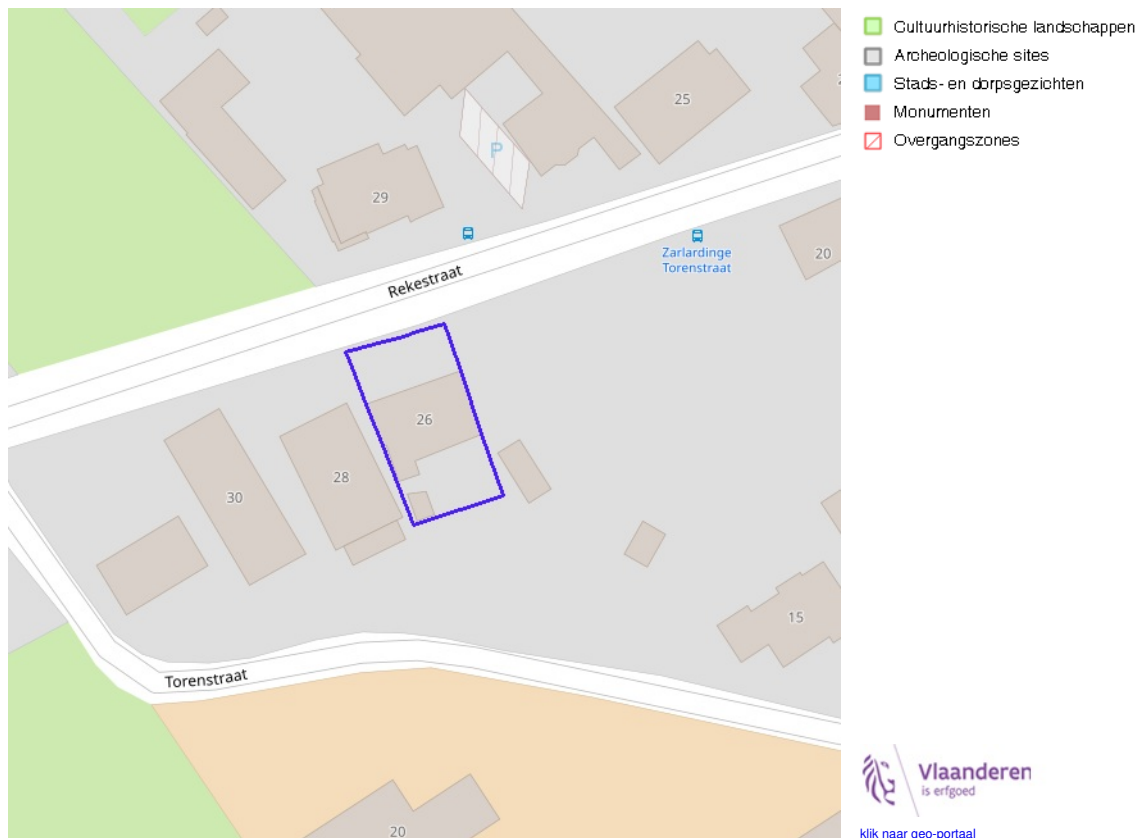 Cultuurhistorische landschappen
Archeologische sites
Stads- en dorpsgezichten
Monumenten
Overgangszones
25
P
29
Zarlardinge
Torenstraat
20
Rekestraat
26
28
30
15
Torenstraat
20
Vlaanderen
is erfgoed
klik naar geo-portaal